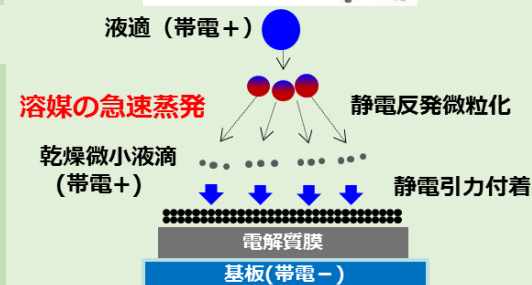 液適（帯電＋）
溶媒の急速蒸発
静電反発微粒化
乾燥微小液滴
(帯電+)
静電引力付着
電解質膜
基板(帯電－)